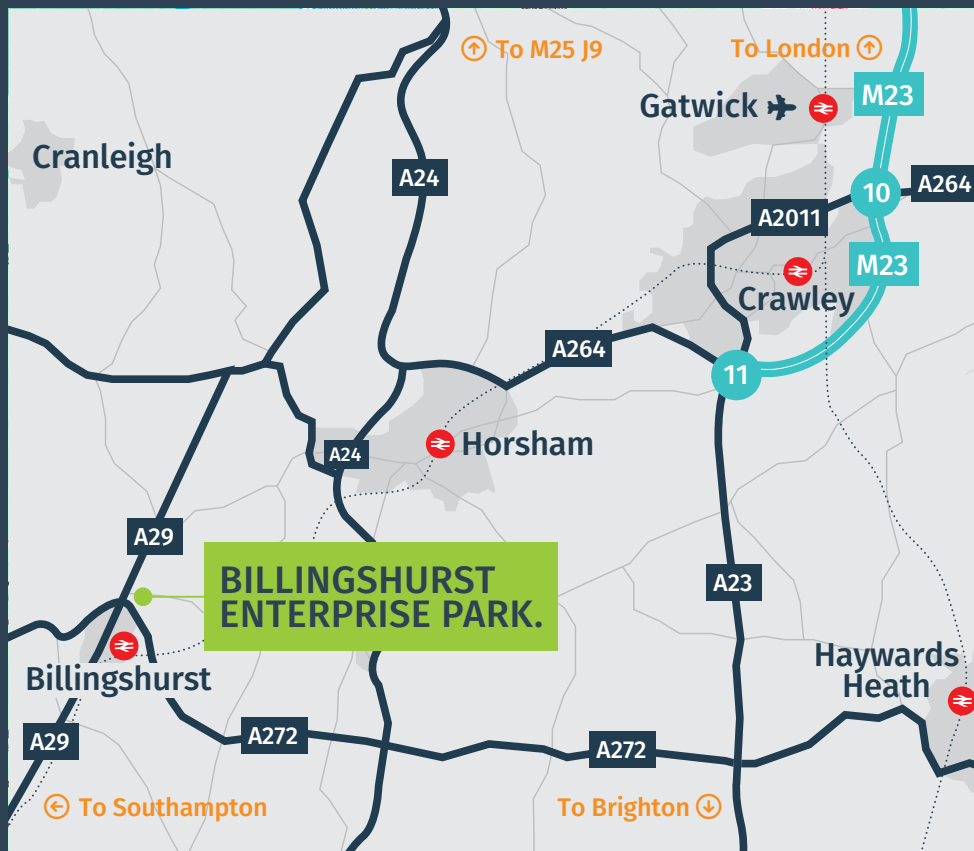 To M25 J9
To London
M23
Gatwick
Cranleigh
A24
10
A264
A2011
M23
Crawley
A264
11
Horsham
A24
A29
BILLINGSHURST
ENTERPRISE PARK.
A23
Haywards
Heath
Billingshurst
A29
A272
A272
To Southampton
To Brighton